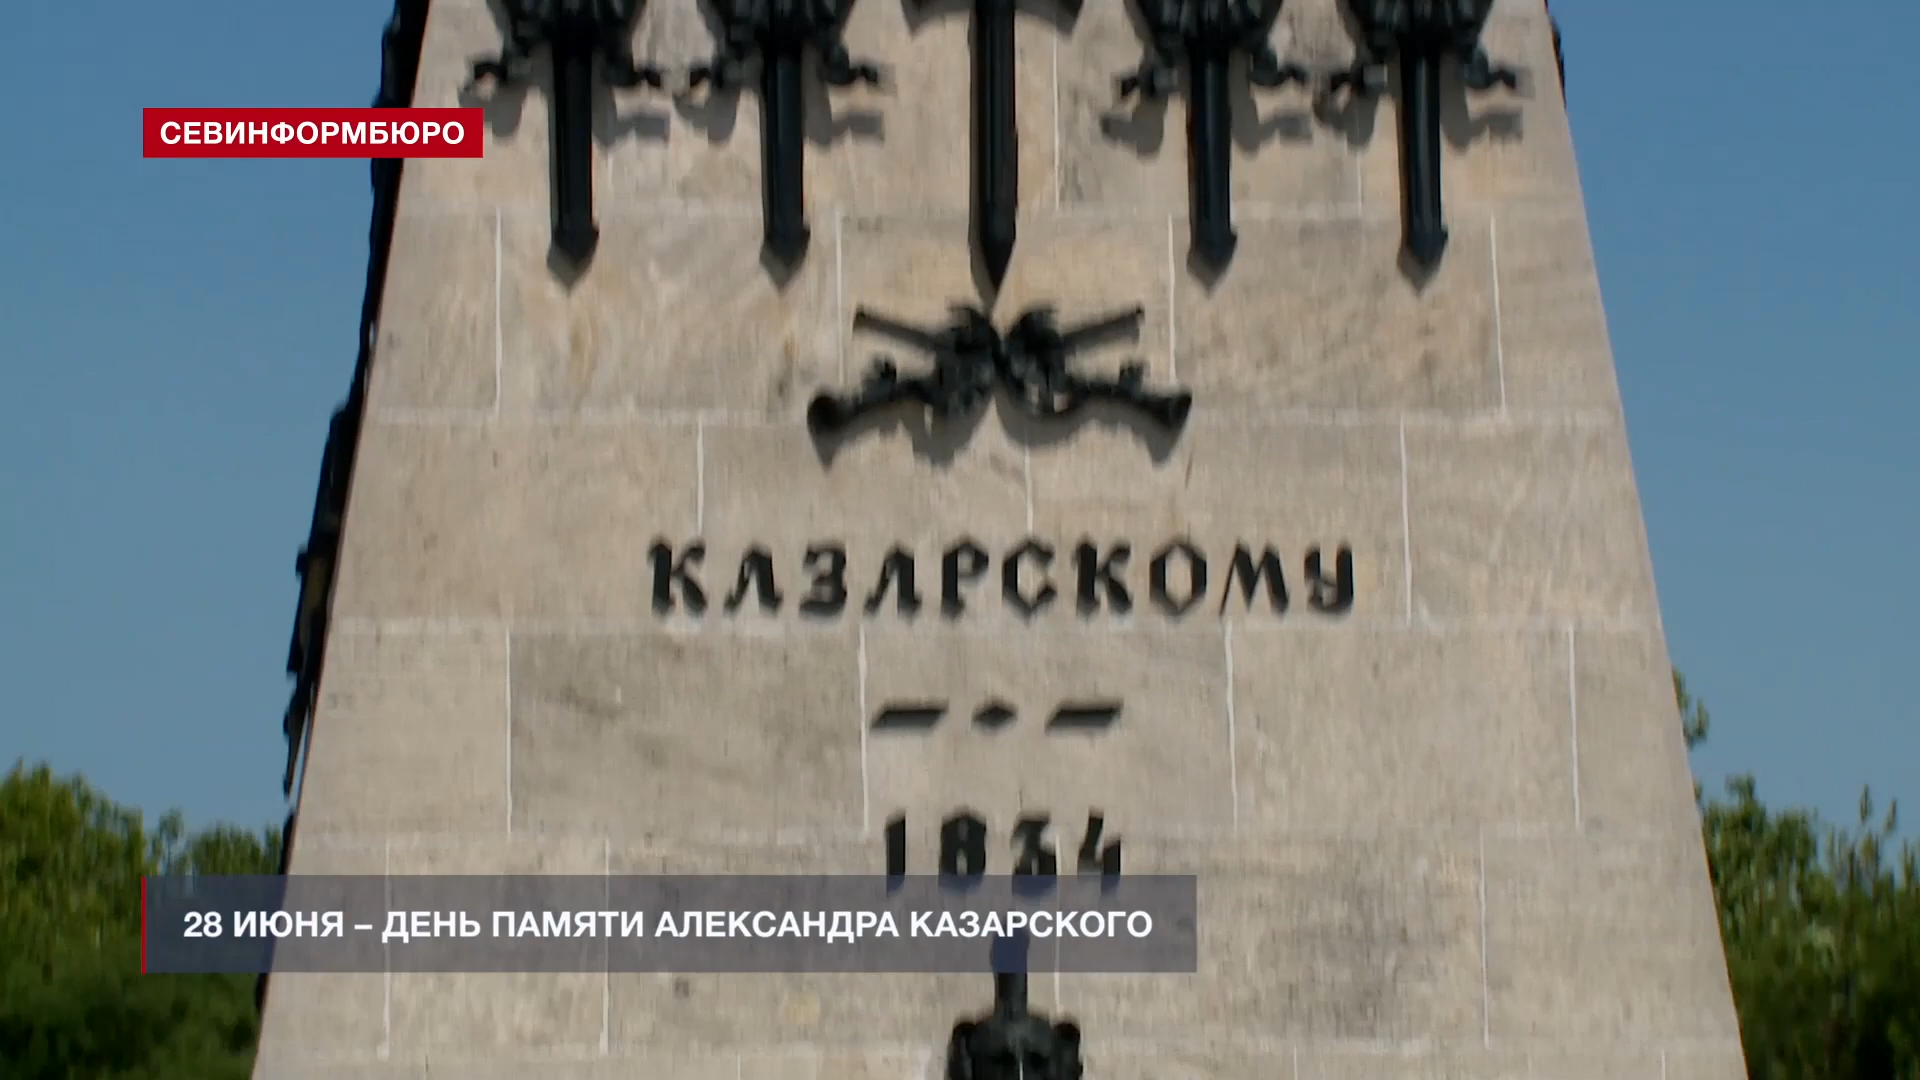 СЕВИНФОРМБЮРО
КАЗАРСКОМУ
1834
28 ИЮНЯ – ДЕНЬ ПАМЯТИ АЛЕКСАНДРА КАЗАРСКОГО